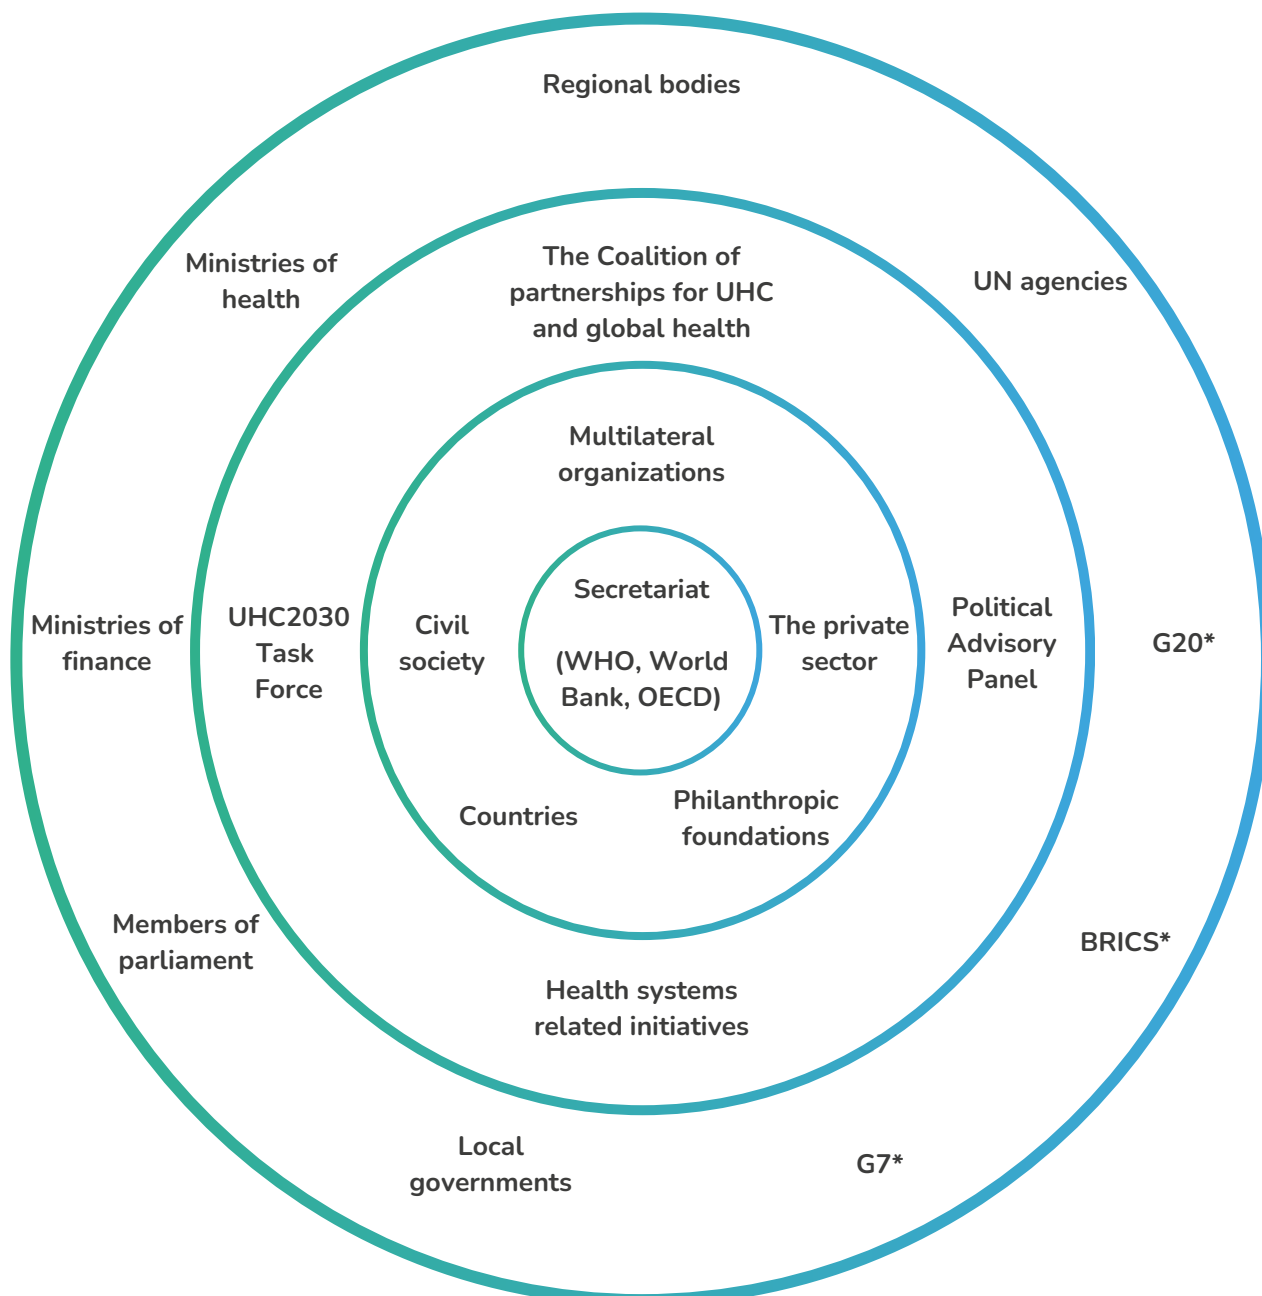 Regional bodies
Ministries of
health
The Coalition of
partnerships for UHC
and global health
UN agencies
Multilateral
organizations
Secretariat
(WHO, World
Bank, OECD)
Ministries of
finance
UHC2030
Task
Force
Civil
society
The private
sector
Political
Advisory
Panel
G20*
Countries
Philanthropic
foundations
Members of
parliament
BRICS*
Health systems
related initiatives
Local
governments
G7*